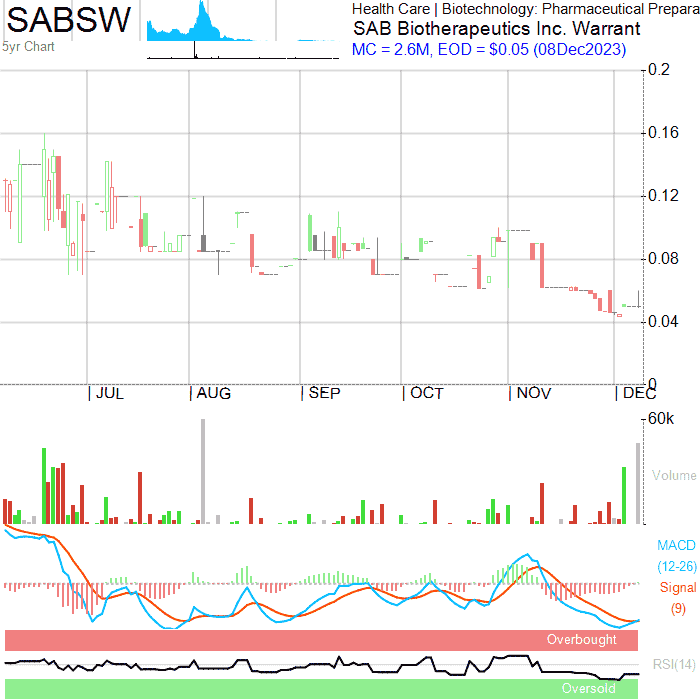 SABSW
5yr Chart
Health Care | Biotechnology: Pharmaceutical Prepara
SAB Biotherapeutics Inc. Warrant
MC = 2.6M, EOD = $0.05 (08Dec2023)
0.2
0.16
0.12
0.08
0.04
0
JUL AUG SEP OCT NOV DEC
60k
Volume
MACD
(12-26)
Signal
(9)
Overbought
RSI(14)
Oversold